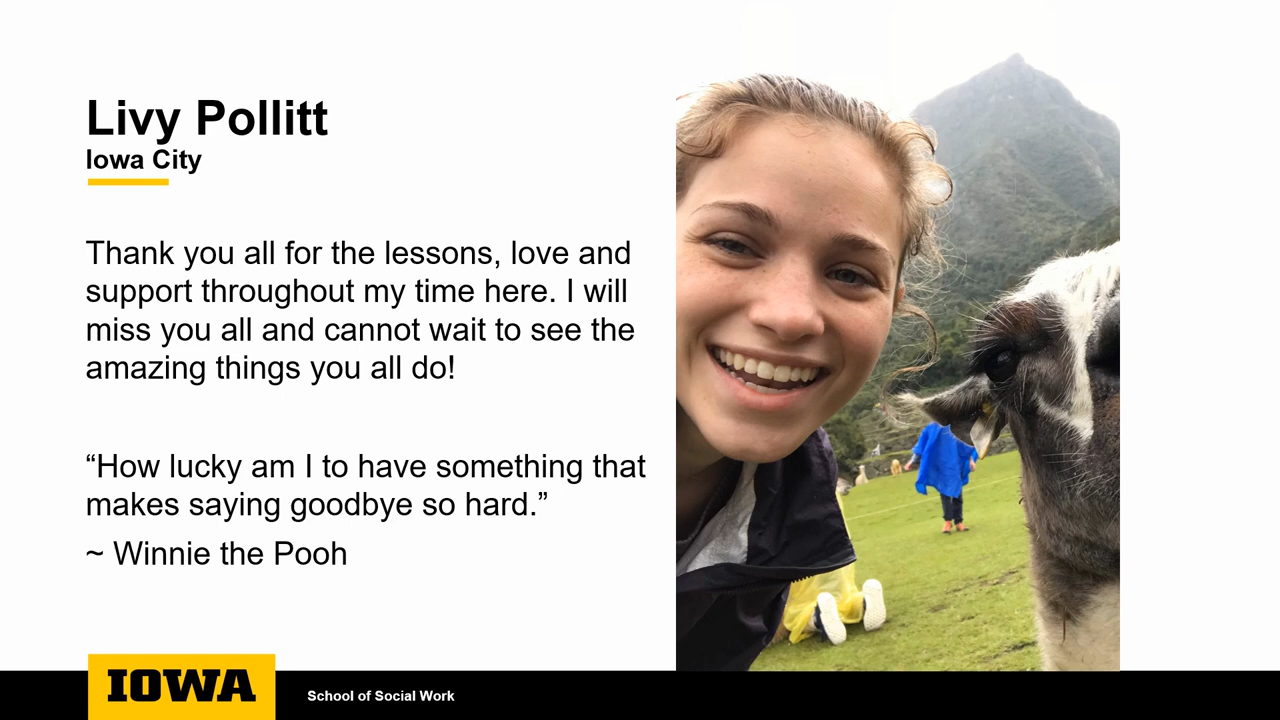 Livy Pollitt
Iowa City
Thank you all for the lessons, love and
support throughout my time here. I will
miss you all and cannot wait to see the
amazing things you all do!
“How lucky am I to have something that
makes saying goodbye so hard.”
~ Winnie the Pooh
IOWA
School of Social Work